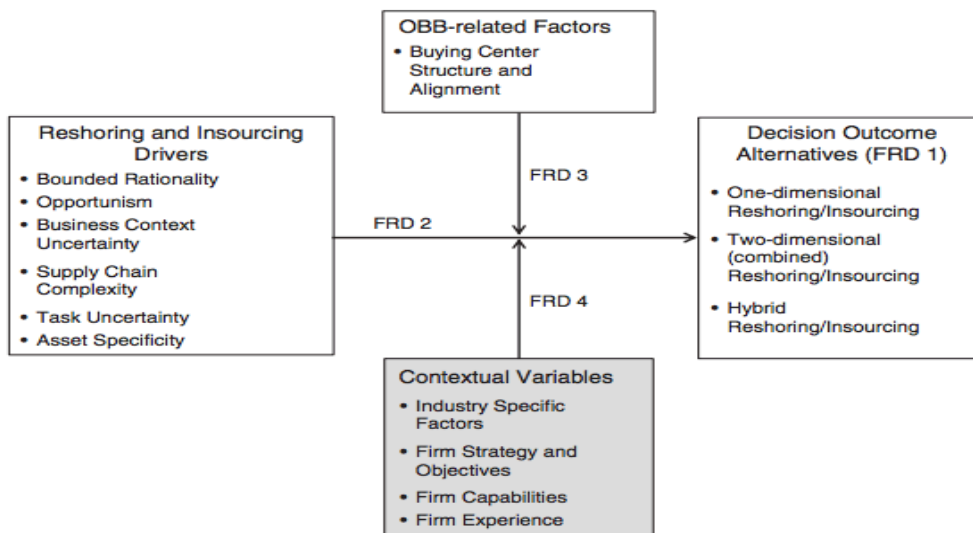 OBB-related Factors
• Buying Center
Structure and
Alignment
Reshoring and Insourcing
Drivers
• Bounded Rationality
• Opportunism
• Business Context
Uncertainty
• Supply Chain
Complexity
• Task Uncertainty
• Asset Specificity
FRD 2
FRD 3
FRD 4
Decision Outcome
Alternatives (FRD 1)
• One-dimensional
Reshoring/Insourcing
• Two-dimensional
(combined)
Reshoring/Insourcing
• Hybrid
Reshoring/Insourcing
Contextual Variables
• Industry Specific
Factors
• Firm Strategy and
Objectives
• Firm Capabilities
• Firm Experience